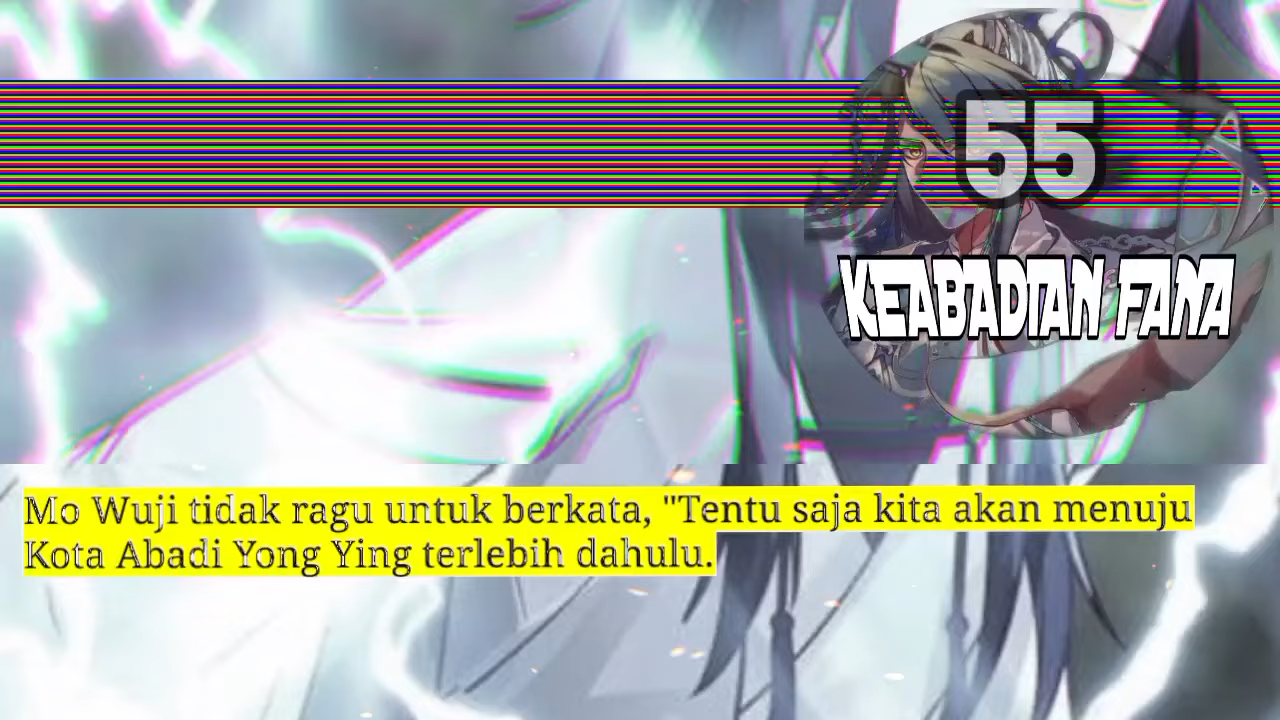 55
KEABADIAN FANA
Mo Wuji tidak ragu untuk berkata, "Tentu saja kita akan menuju
Kota Abadi Yong Ying terlebih dahulu.